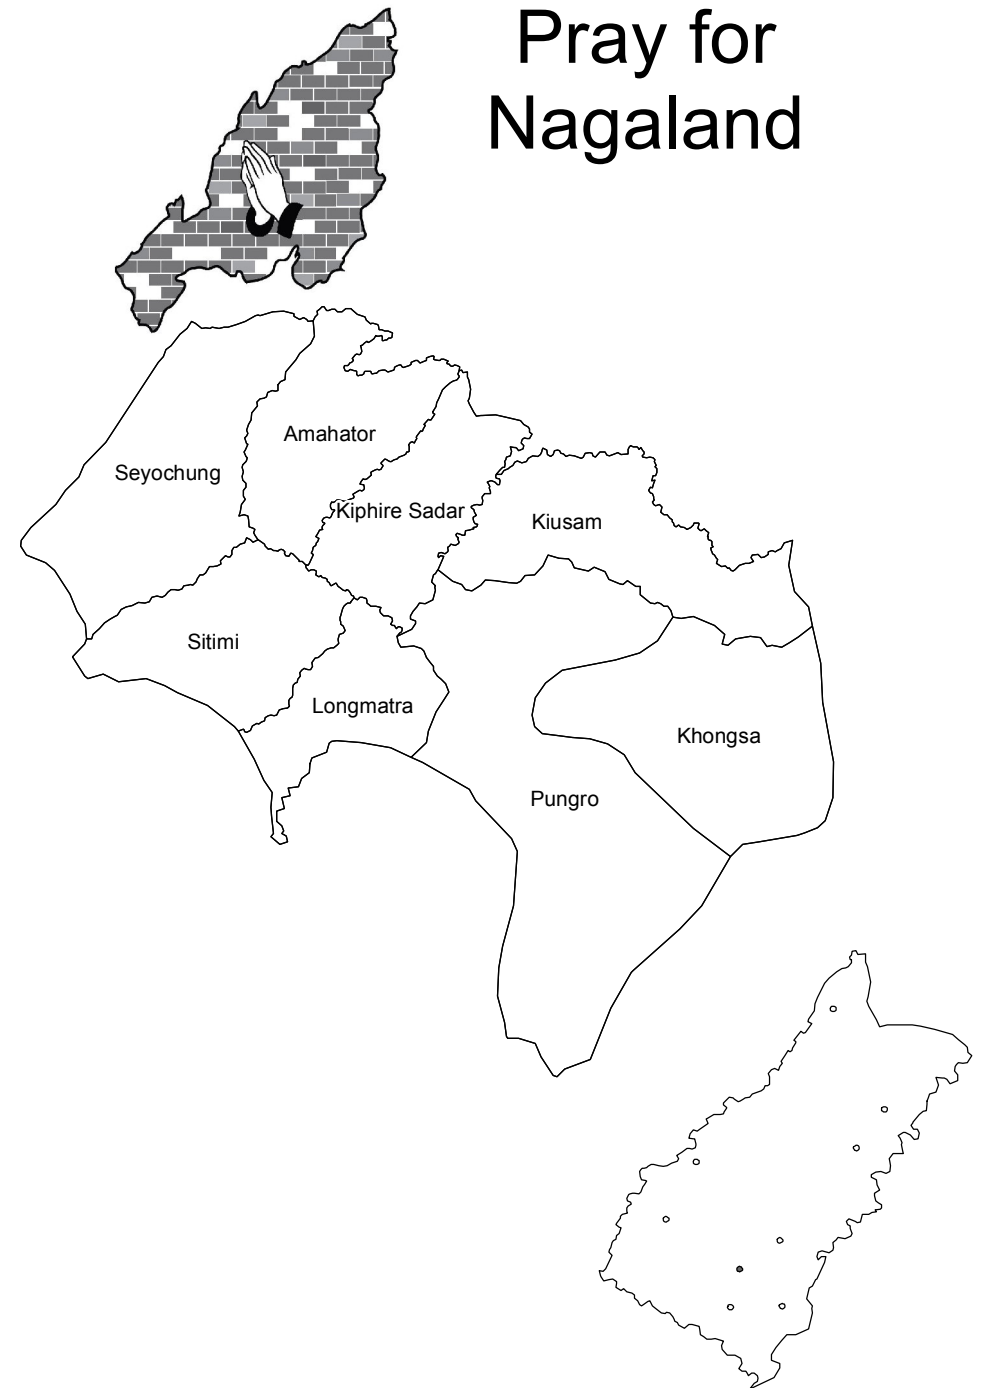 Pray for
Nagaland
Amahator
Seyochung
Kiphire Sadar
Kiusam
Sitimi
Longmatra
Khongsa
Pungro